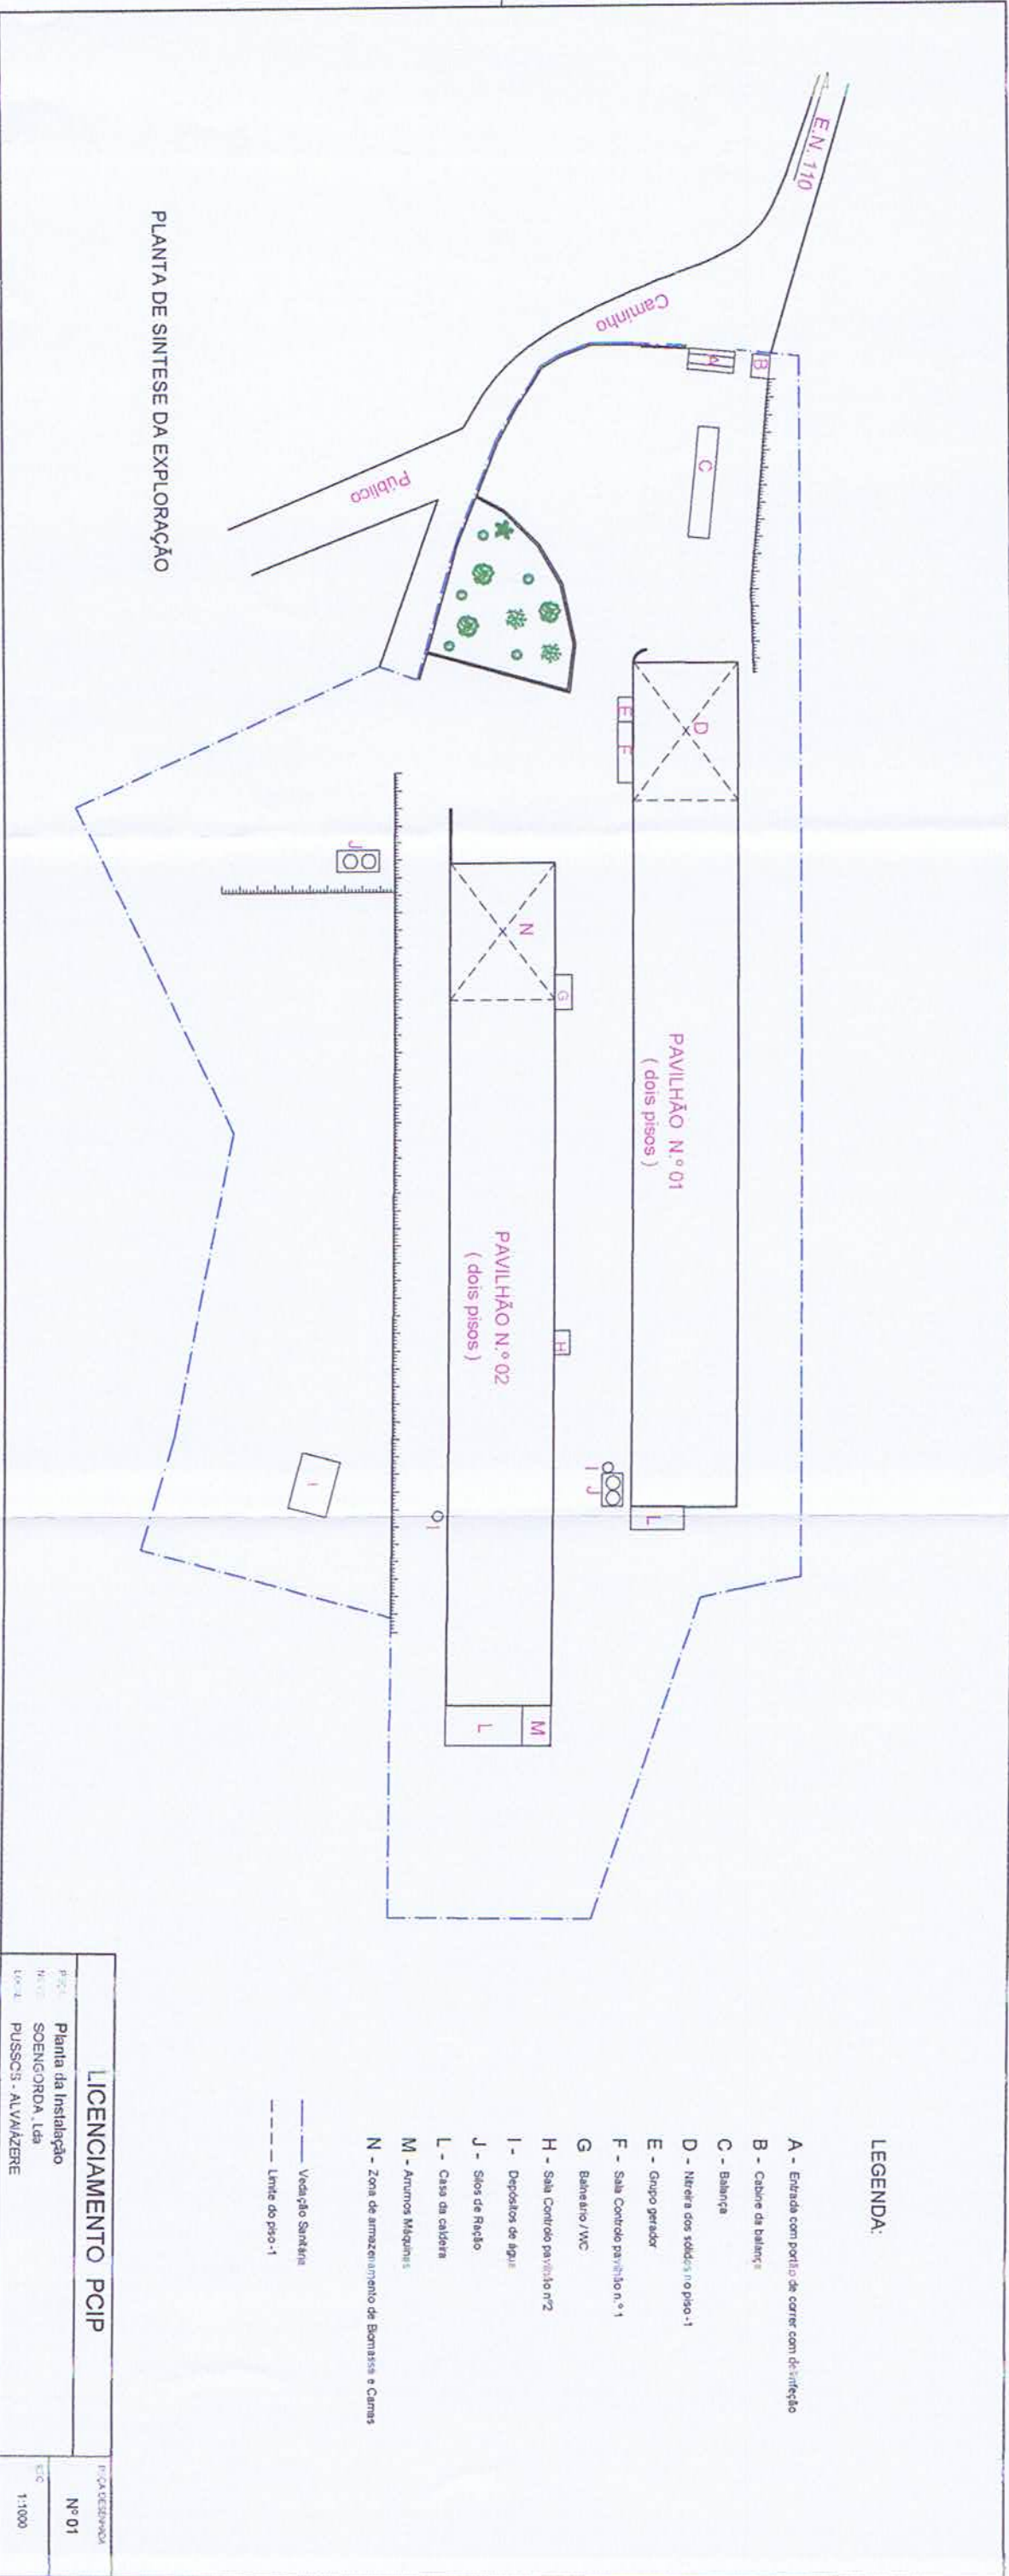 E.N. 110
Caminho
Público
B
C
D
E
F
PAVILHÃO N.º 01
( dois pisos )
I
J
L
J
N
G
PAVILHÃO N.º 02
( dois pisos )
H
I
I
L
M
PLANTA DE SINTESE DA EXPLORAÇÃO
LEGENDA:
A - Entrada com portão de correr com desinfeção
B - Cabine da balança
C - Balança
D - Nitreira dos sólidos no piso -1
E - Grupo gerador
F - Sala Controlo pavilhão n.º 1
G Balneário / WC
H - Sala Controlo pavilhão nº2
I - Depósitos de água
J - Silos de Ração
L - Casa da caldeira
M - Arrumos Máquinas
N - Zona de armazenamento de Biomassa e Camas
Vedação Sanitária
Limite do piso -1
LICENCIAMENTO PCIP
Planta da Instalação
SOENGORDA , Lda
PUSSOS - ALVAIÁZERE
PEÇA DESENHADA
Nº 01
1:1000